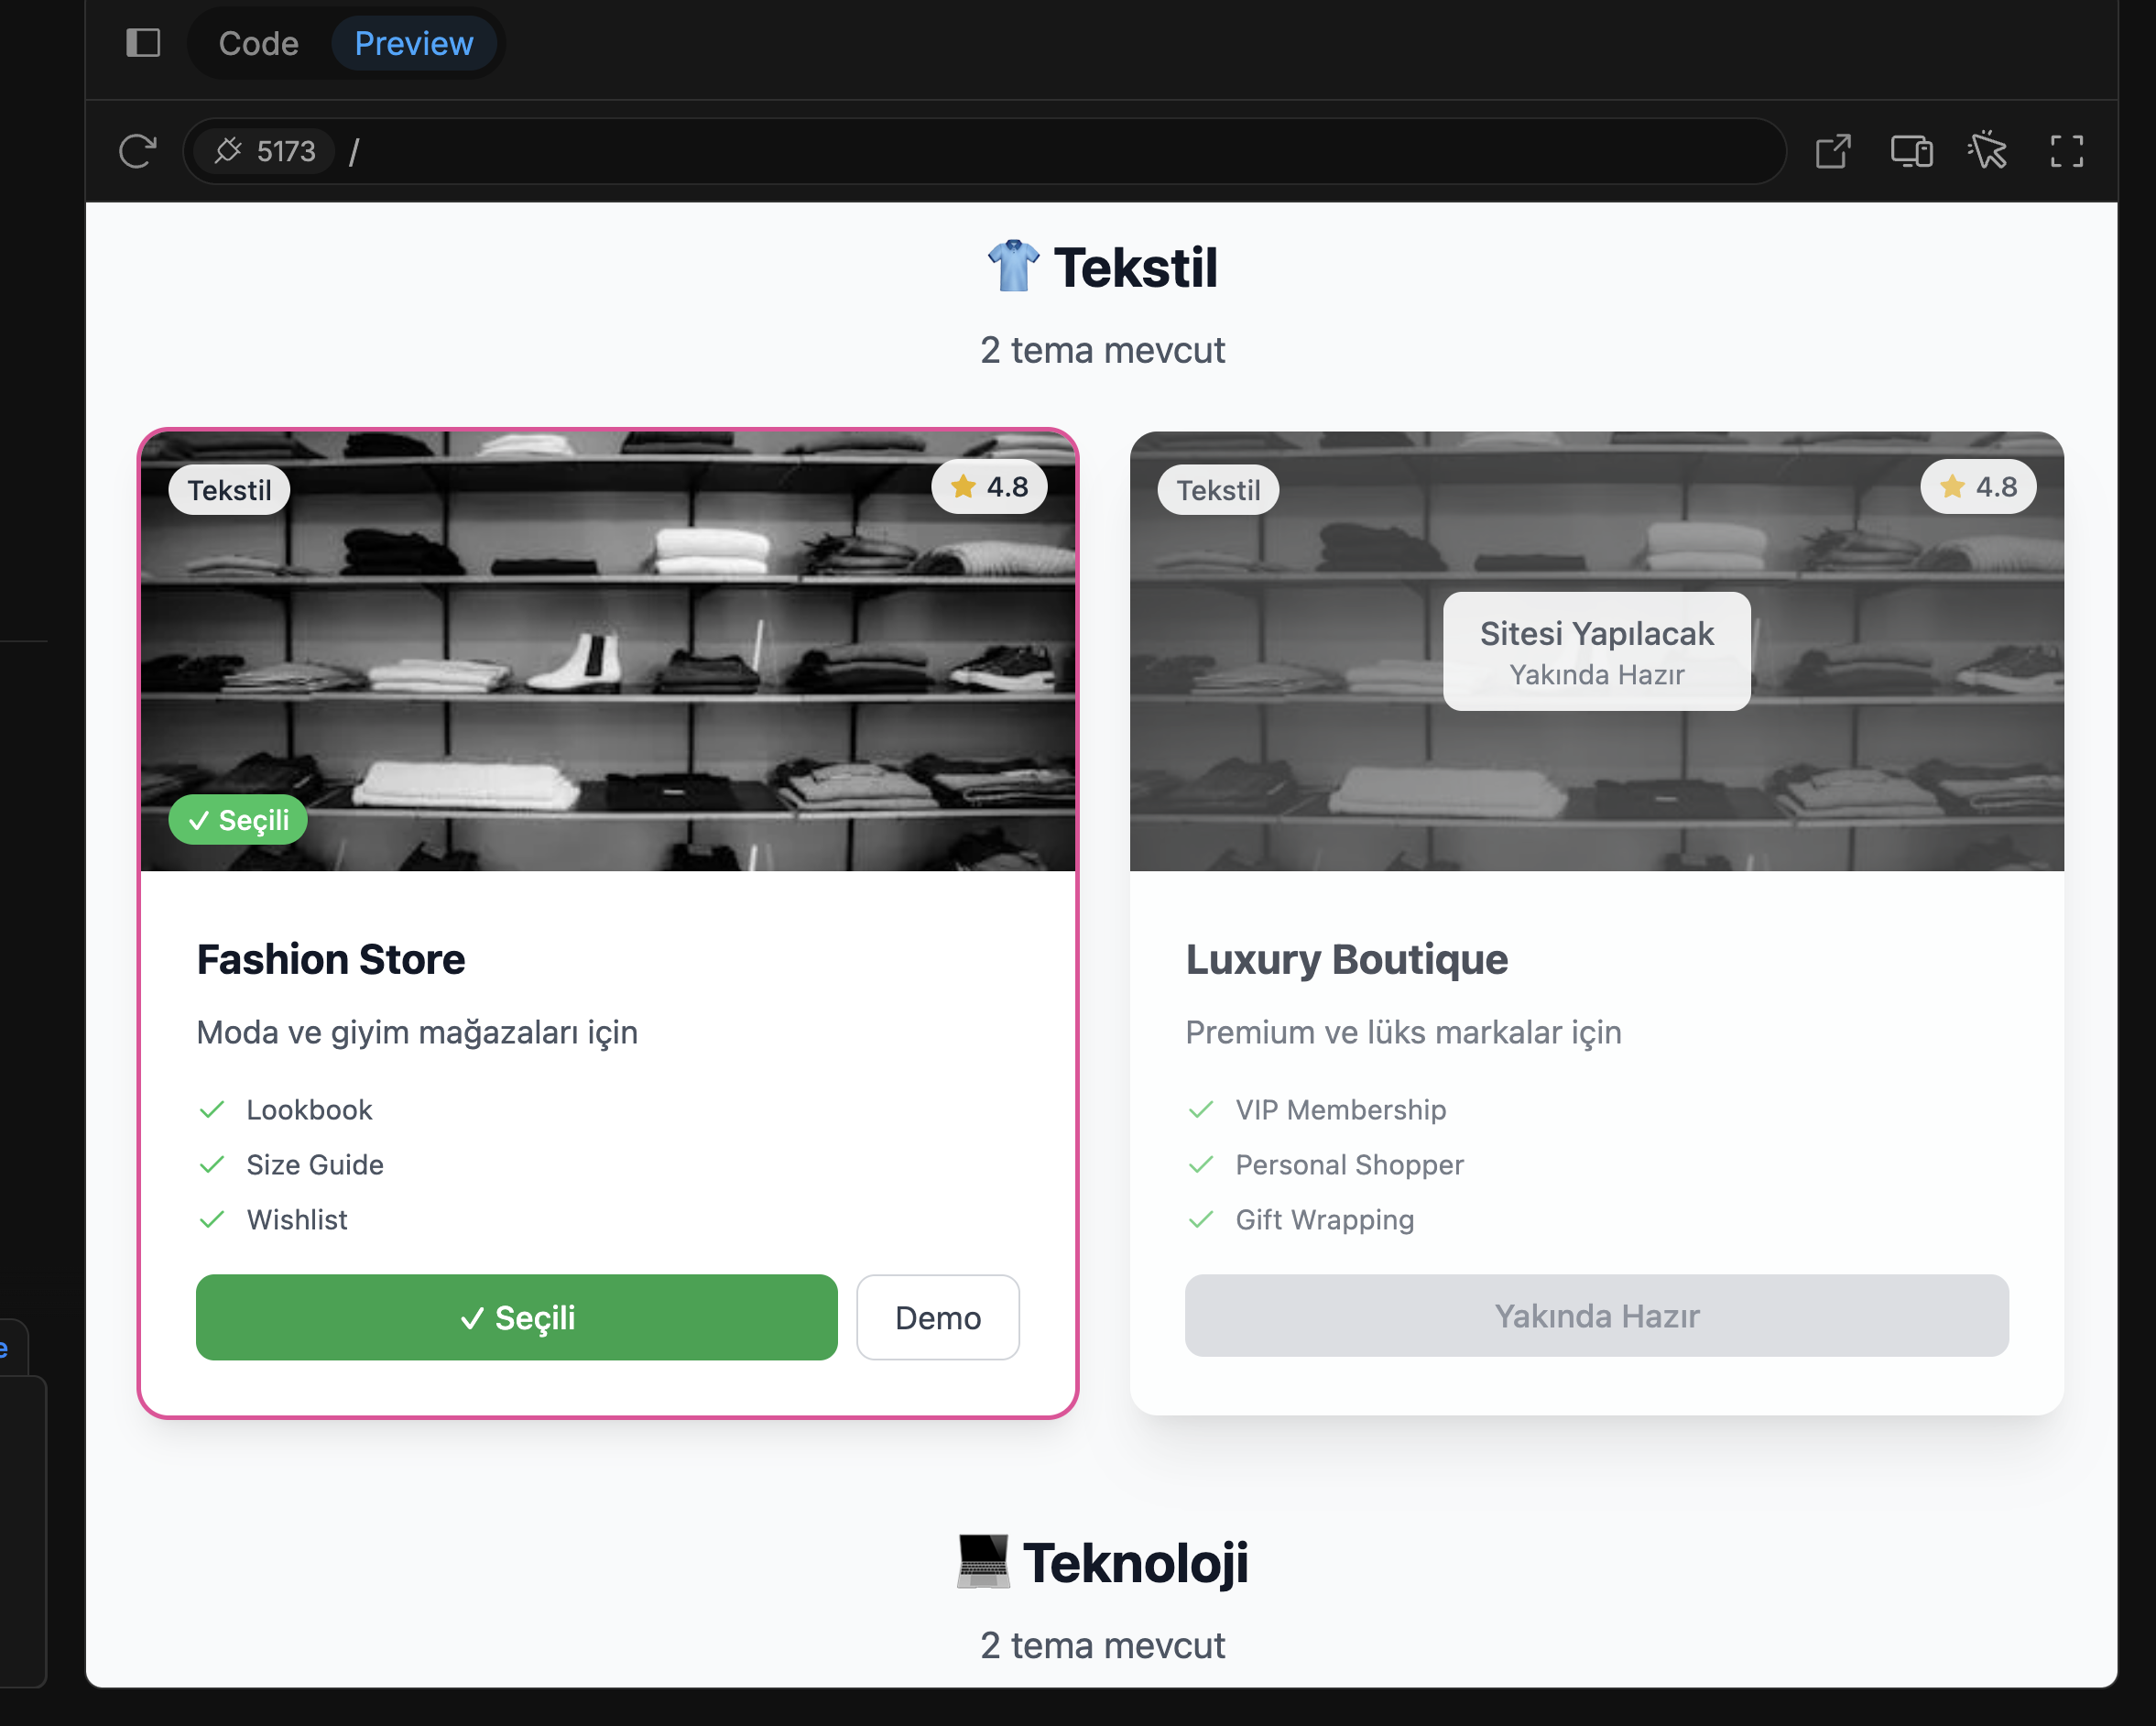 Code Preview
5173 /
Tekstil
2 tema mevcut
Tekstil
4.8
✓ Seçili
Fashion Store
Moda ve giyim mağazaları için
Lookbook
Size Guide
Wishlist
✓ Seçili
Demo
Tekstil
4.8
Sitesi Yapılacak
Yakında Hazır
Luxury Boutique
Premium ve lüks markalar için
VIP Membership
Personal Shopper
Gift Wrapping
Yakında Hazır
Teknoloji
2 tema mevcut